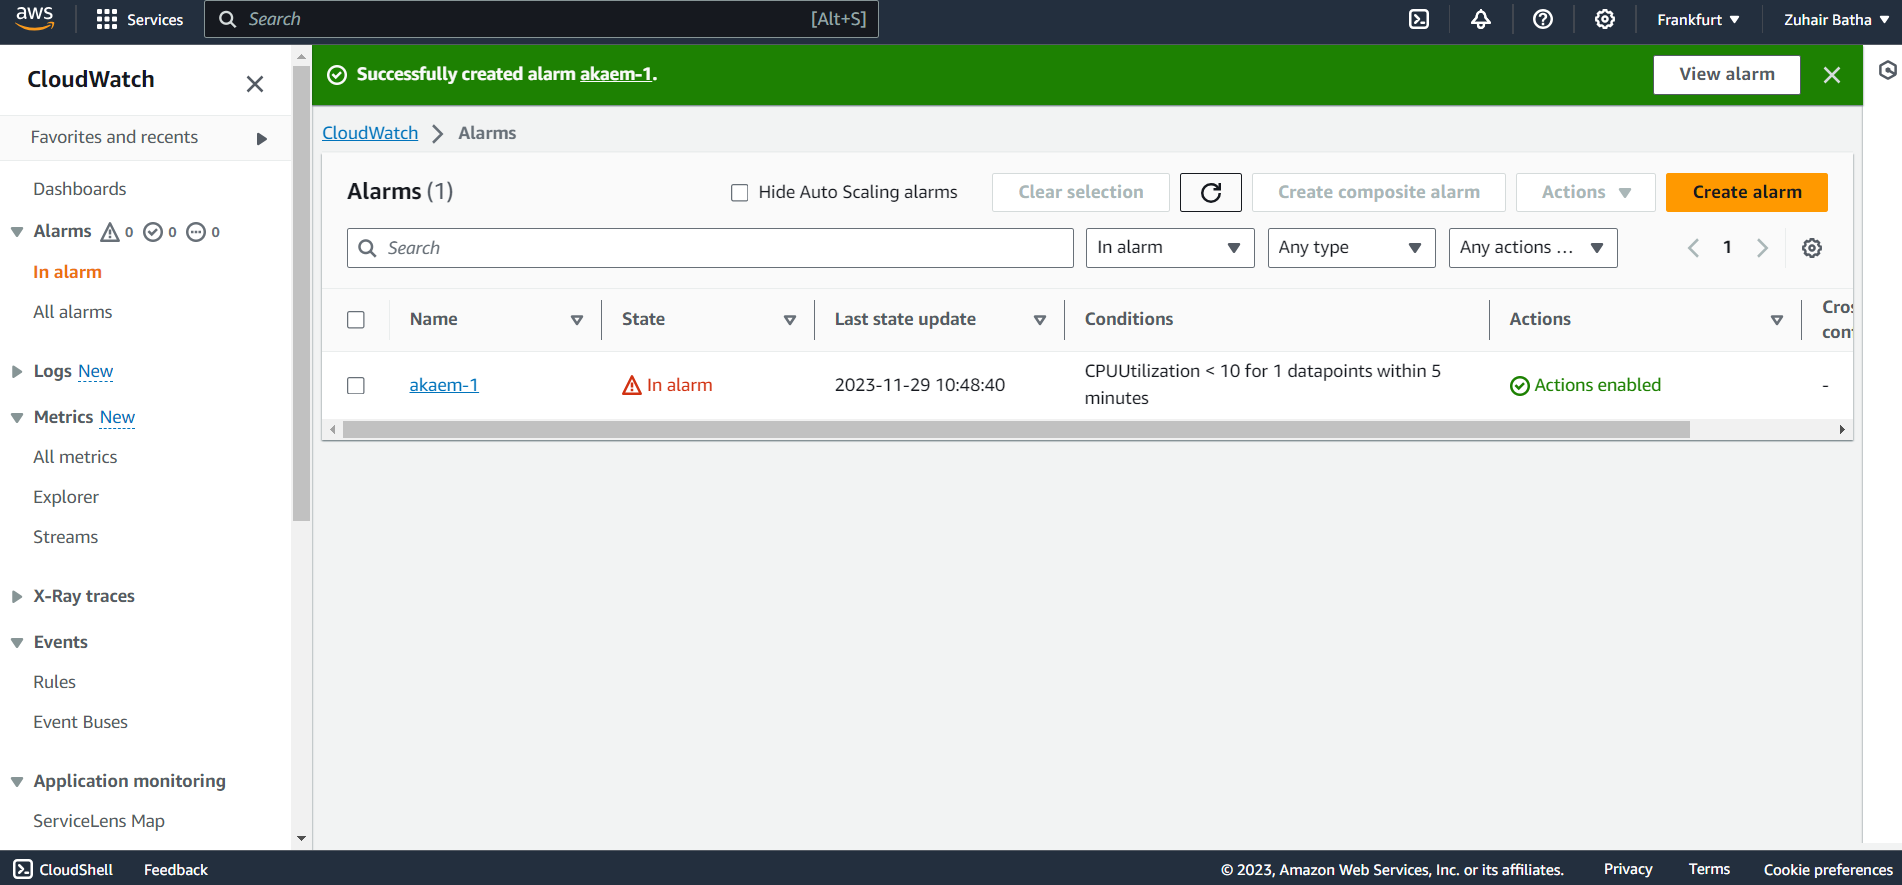 aws
Services
Search
[Alt+S]
Frankfurt
Zuhair Batha
CloudWatch
Favorites and recents
Dashboards
Alarms 0 0 0
In alarm
All alarms
Logs New
Metrics New
All metrics
Explorer
Streams
X-Ray traces
Events
Rules
Event Buses
Application monitoring
ServiceLens Map
Successfully created alarm akaem-1.
View alarm
CloudWatch
Alarms
Alarms (1)
Hide Auto Scaling alarms
Clear selection
Create composite alarm
Actions
Create alarm
Search
In alarm
Any type
Any actions ...
1
Name
State
Last state update
Conditions
Actions
akaem-1
In alarm
2023-11-29 10:48:40
CPUUtilization < 10 for 1 datapoints within 5
minutes
Actions enabled
-
CloudShell
Feedback
© 2023, Amazon Web Services, Inc. or its affiliates.
Privacy
Terms
Cookie preferences